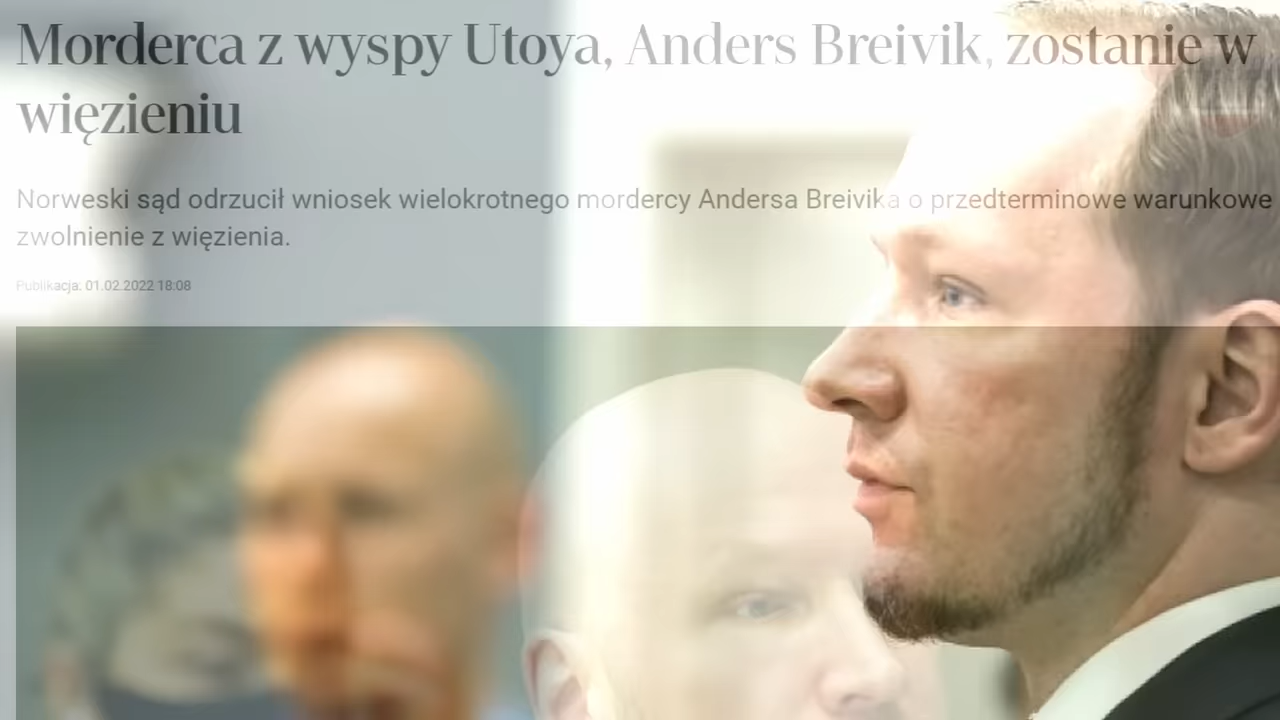 Morderca z wyspy Utoya, Anders Breivik, zostanie w
więzieniu
Norweski sąd odrzucił wniosek wielokrotnego mordercy Andersa Breivika o przedterminowe warunkowe
zwolnienie z więzienia.
Publikacja: 01.02.2022 18:08